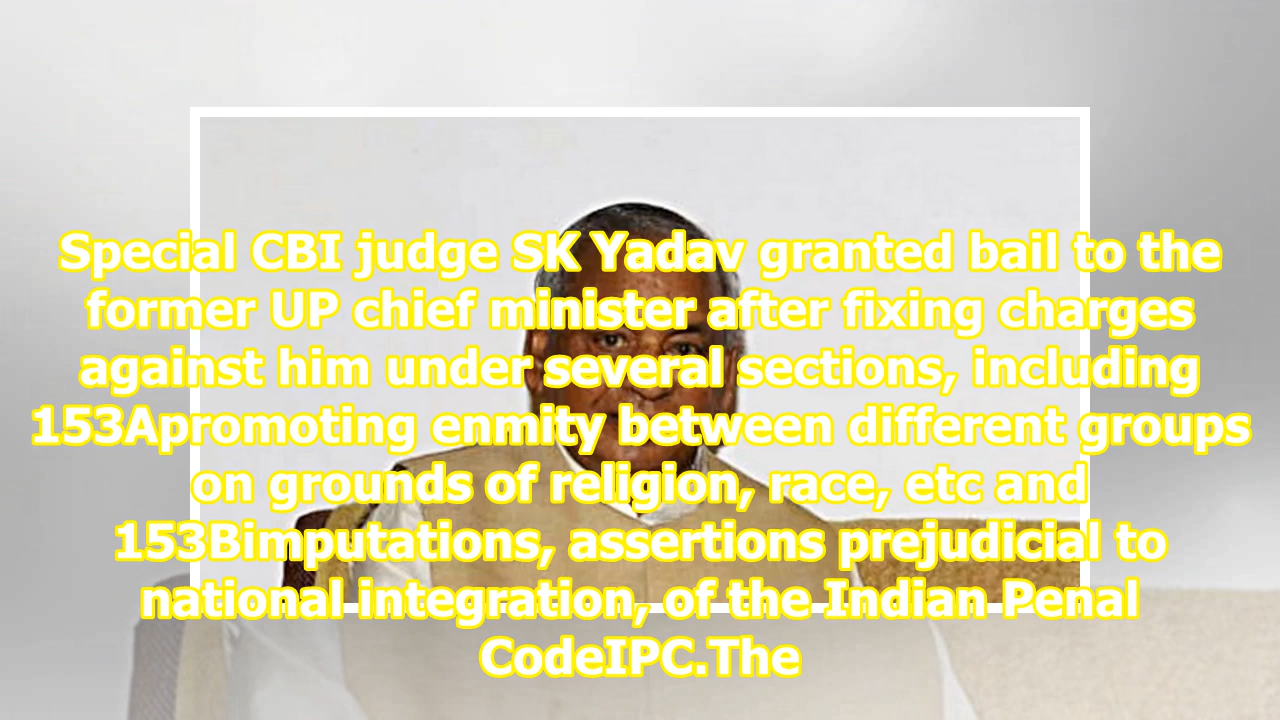 Special CBI judge SK Yadav granted bail to the
former UP chief minister after fixing charges
against him under several sections, including
153Apromoting enmity between different groups
on grounds of religion, race, etc and
153Bimputations, assertions prejudicial to
national integration, of the Indian Penal
CodeIPC.The